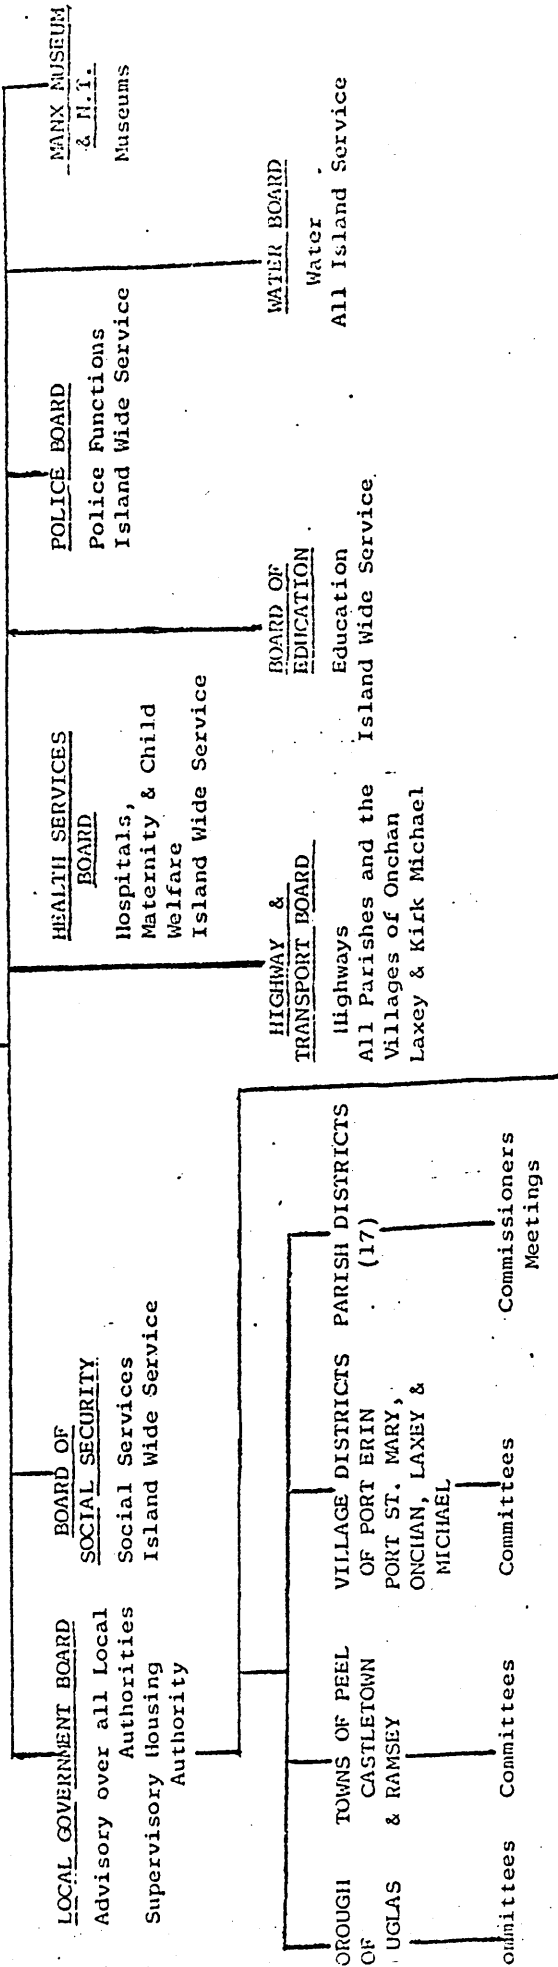 LOCAL GOVERNMENT BOARD
Advisory over all Local
Authorities
Supervisory Housing
Authority
BOARD OF
SOCIAL SECURITY
Social Services
Island Wide Service
HEALTH SERVICES
BOARD
Hospitals,
Maternity & Child
Welfare
Island Wide Service
POLICE BOARD
Police Functions
Island Wide Service
MANX MUSEUM
& N.T.
Museums
HIGHWAY &
TRANSPORT BOARD
Highways
All Parishes and the
Villages of Onchan
Laxey & Kirk Michael
BOARD OF
EDUCATION
Education
Island Wide Service
WATER BOARD
Water
All Island Service
OROUGH
OF
UGLAS
ommittees
TOWNS OF PEEL
CASTLETOWN
& RAMSEY
Committees
VILLAGE DISTRICTS
OF PORT ERIN
PORT ST. MARY,
ONCHAN, LAXEY &
MICHAEL
Committees
PARISH DISTRICTS
(17)
Commissioners
Meetings